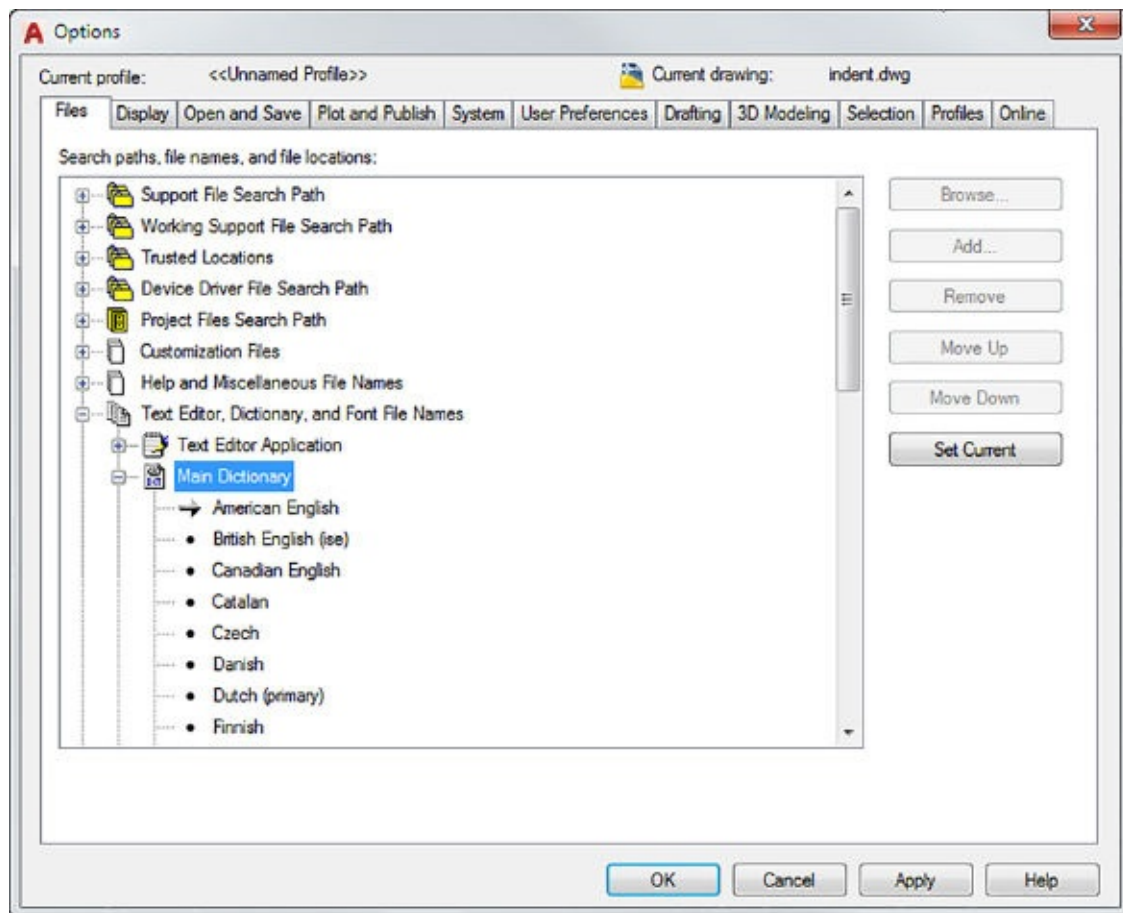 A Options
Current profile: <<Unnamed Profile>> Current drawing: indent.dwg
Files Display Open and Save Plot and Publish System User Preferences Drafting 3D Modeling Selection Profiles Online
Search paths, file names, and file locations:
Support File Search Path
Working Support File Search Path
Trusted Locations
Device Driver File Search Path
Project Files Search Path
Customization Files
Help and Miscellaneous File Names
Text Editor, Dictionary, and Font File Names
Text Editor Application
Main Dictionary
American English
British English (ise)
Canadian English
Catalan
Czech
Danish
Dutch (primary)
Finnish
Browse...
Add...
Remove
Move Up
Move Down
Set Current
OK Cancel Apply Help